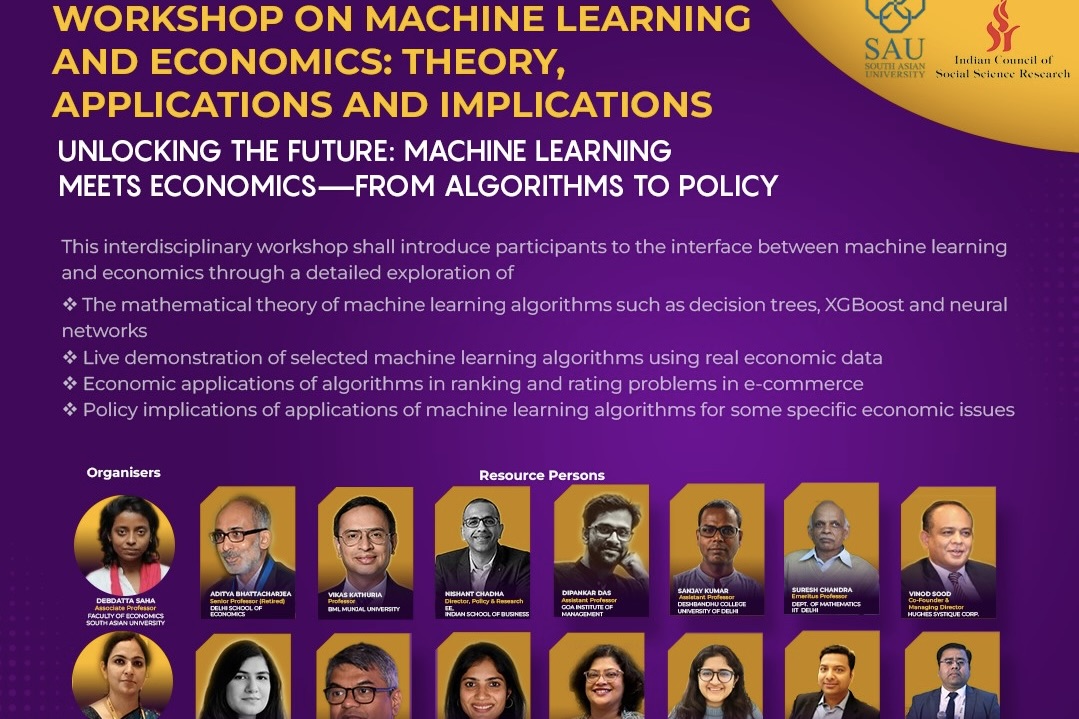 WORKSHOP ON MACHINE LEARNING
AND ECONOMICS: THEORY,
APPLICATIONS AND IMPLICATIONS
SAU
SOUTH ASIAN
UNIVERSITY
Indian Council of
Social Science Research
UNLOCKING THE FUTURE: MACHINE LEARNING
MEETS ECONOMICS—FROM ALGORITHMS TO POLICY
This interdisciplinary workshop shall introduce participants to the interface between machine learning
and economics through a detailed exploration of
❖ The mathematical theory of machine learning algorithms such as decision trees, XGBoost and neural
networks
❖ Live demonstration of selected machine learning algorithms using real economic data
❖ Economic applications of algorithms in ranking and rating problems in e-commerce
❖ Policy implications of applications of machine learning algorithms for some specific economic issues
Organisers
Resource Persons
DEBDATTA SAHA
Associate Professor
FACULTY OF ECONOMICS
SOUTH ASIAN UNIVERSITY
ADITYA BHATTACHARJEA
Senior Professor (Retired)
DELHI SCHOOL OF
ECONOMICS
VIKAS KATHURIA
Professor
BML MUNJAL UNIVERSITY
NISHANT CHADHA
Director, Policy & Research
EE,
INDIAN SCHOOL OF BUSINESS
DIPANKAR DAS
Assistant Professor
GOA INSTITUTE OF
MANAGEMENT
SANJAY KUMAR
Assistant Professor
DESHBANDHU COLLEGE
UNIVERSITY OF DELHI
SURESH CHANDRA
Emeritus Professor
DEPT. OF MATHEMATICS
IIT DELHI
VINOD SOOD
Co-Founder &
Managing Director
HUGHES SYSTIQUE CORP.